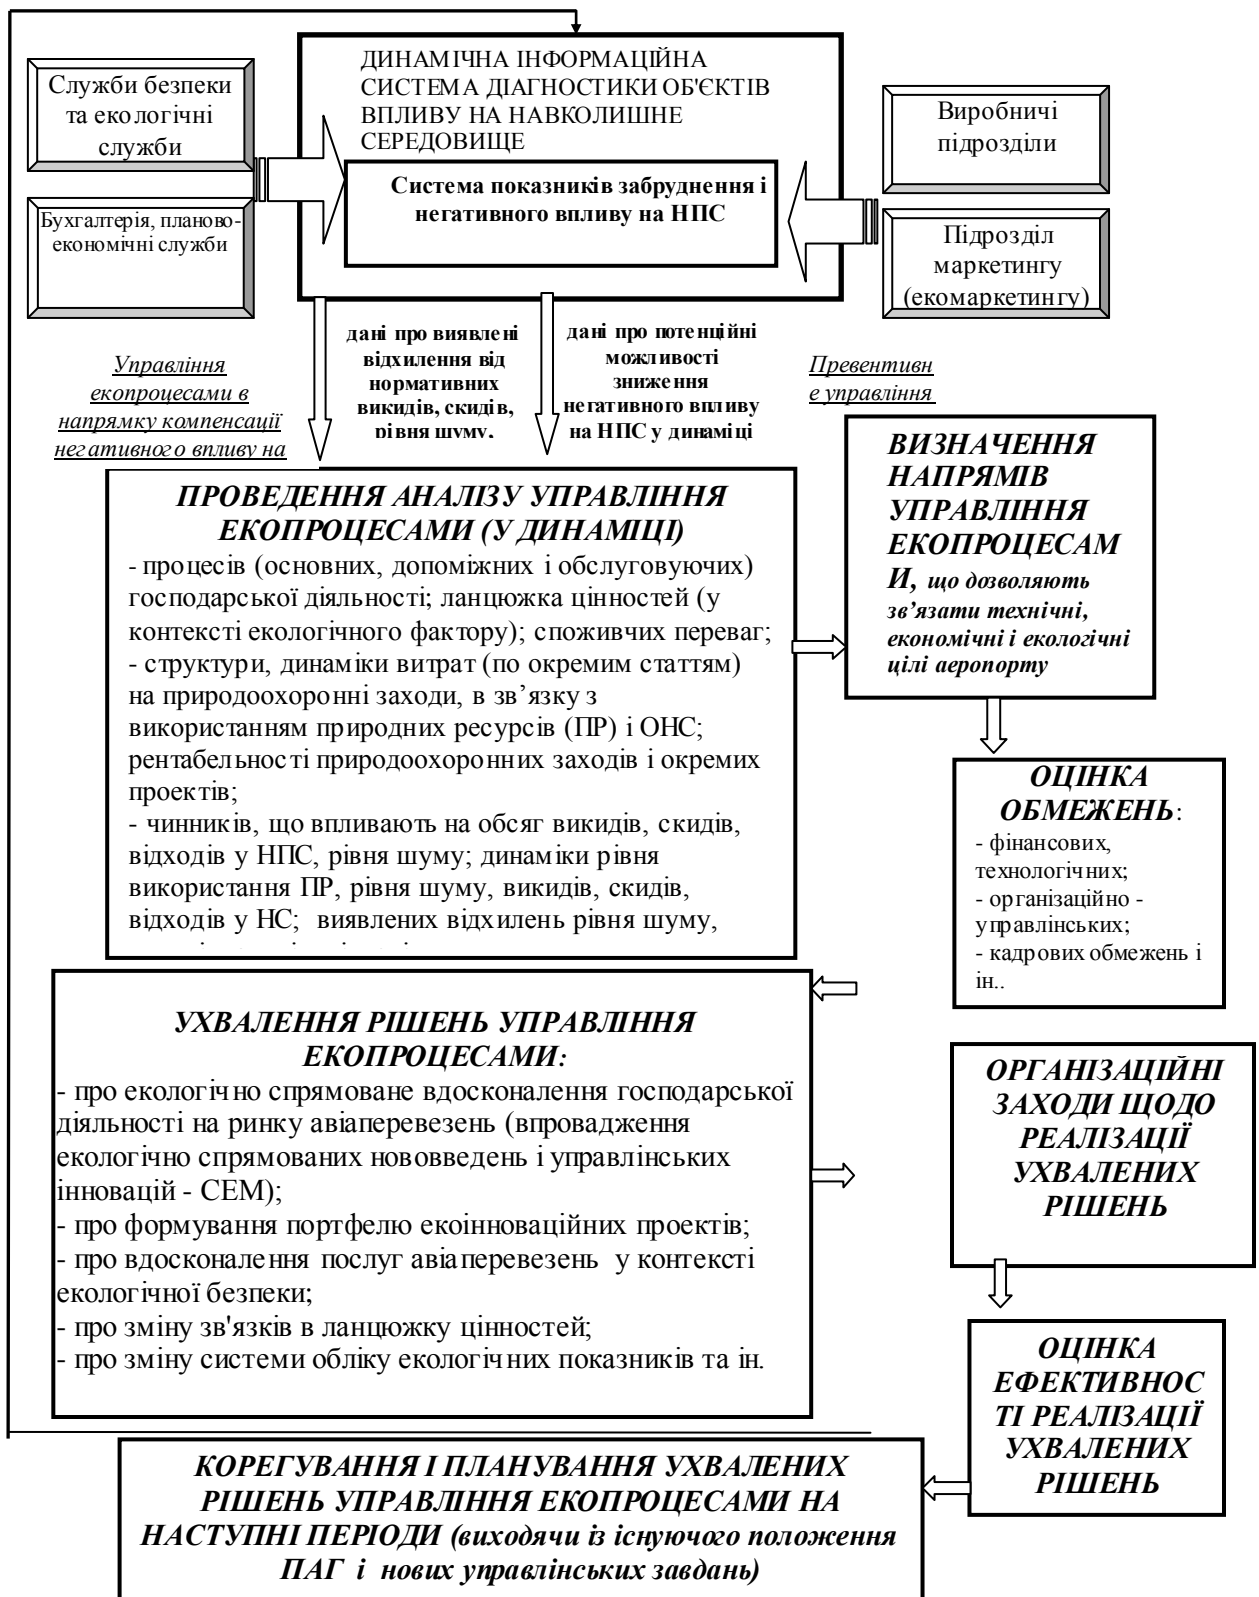 ДИНАМІЧНА ІНФОРМАЦІЙНА
СИСТЕМА ДІАГНОСТИКИ ОБ'ЄКТІВ
ВПЛИВУ НА НАВКОЛИШНЕ
СЕРЕДОВИЩЕ
Служби безпеки
та екологічні
служби
Бухгалтерія, планово-
економічні служби
Система показників забруднення і
негативного впливу на НПС
Виробничі
підрозділи
Підрозділ
маркетингу
(екомаркетингу)
Управління
екопроцесами в
напрямку компенсації
негативного впливу на
дані про виявлені
відхилення від
нормативних
викидів, скидів,
рівня шуму,
дані про потенційні
можливості
зниження
негативного впливу
на НПС у динаміці
Превентивн
е управління
ПРОВЕДЕННЯ АНАЛІЗУ УПРАВЛІННЯ
ЕКОПРОЦЕСАМИ (У ДИНАМІЦІ)
- процесів (основних, допоміжних і обслуговуючих)
господарської діяльності; ланцюжка цінностей (у
контексті екологічного фактору); споживчих переваг;
- структури, динаміки витрат (по окремим статтям)
на природоохоронні заходи, в зв’язку з
використанням природних ресурсів (ПР) і ОНС;
рентабельності природоохоронних заходів і окремих
проектів;
- чинників, що впливають на обсяг викидів, скидів,
відходів у НПС, рівня шуму; динаміки рівня
використання ПР, рівня шуму, викидів, скидів,
відходів у НС;  виявлених відхилень рівня шуму,
ВИЗНАЧЕННЯ
НАПРЯМІВ
УПРАВЛІННЯ
ЕКОПРОЦЕСАМ
И, що дозволяють
зв’язати технічні,
економічні і екологічні
цілі аеропорту
ОЦІНКА
ОБМЕЖЕНЬ:
- фінансових,
технологічних;
- організаційно -
управлінських;
- кадрових обмежень і
ін..
УХВАЛЕННЯ РІШЕНЬ УПРАВЛІННЯ
ЕКОПРОЦЕСАМИ:
- про екологічно спрямоване вдосконалення господарської
діяльності на ринку авіаперевезень (впровадження
екологічно спрямованих нововведень і управлінських
інновацій - СЕМ);
- про формування портфелю екоінноваційних проектів;
- про вдосконалення послуг авіаперевезень  у контексті
екологічної безпеки;
- про зміну зв'язків в ланцюжку цінностей;
- про зміну системи обліку екологічних показників та ін.
ОРГАНІЗАЦІЙНІ
ЗАХОДИ ЩОДО
РЕАЛІЗАЦІЇ
УХВАЛЕНИХ
РІШЕНЬ
ОЦІНКА
ЕФЕКТИВНОС
ТІ РЕАЛІЗАЦІЇ
УХВАЛЕНИХ
РІШЕНЬ
КОРЕГУВАННЯ І ПЛАНУВАННЯ УХВАЛЕНИХ
РІШЕНЬ УПРАВЛІННЯ ЕКОПРОЦЕСАМИ НА
НАСТУПНІ ПЕРІОДИ (виходячи із існуючого положення
ПАГ  і  нових управлінських завдань)